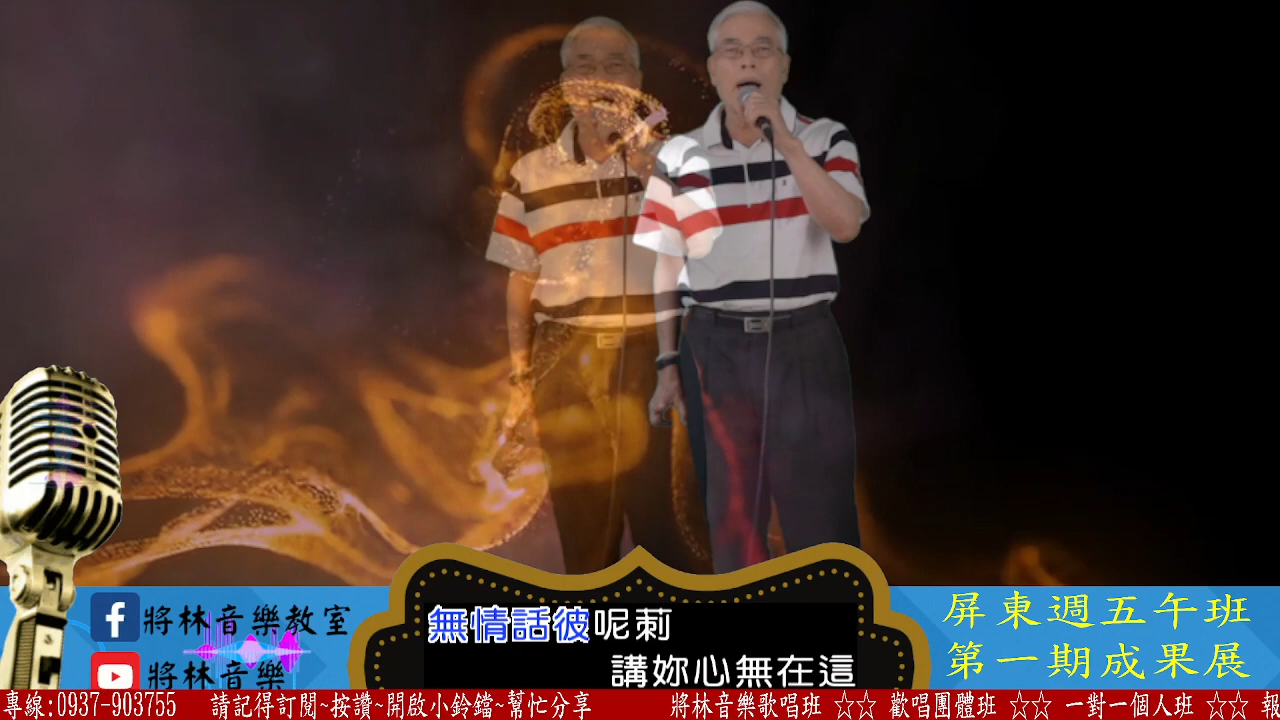 將林音樂教室
將林音樂
無情話彼呢莿
講妳心無在這
屏東週五午班
第一期成果展
專線:0937-903755 請記得訂閱~按讚~開啟小鈴鐺~幫忙分享 將林音樂歌唱班 ☆☆ 歡唱團體班 ☆☆ 一對一個人班 ☆☆ 報